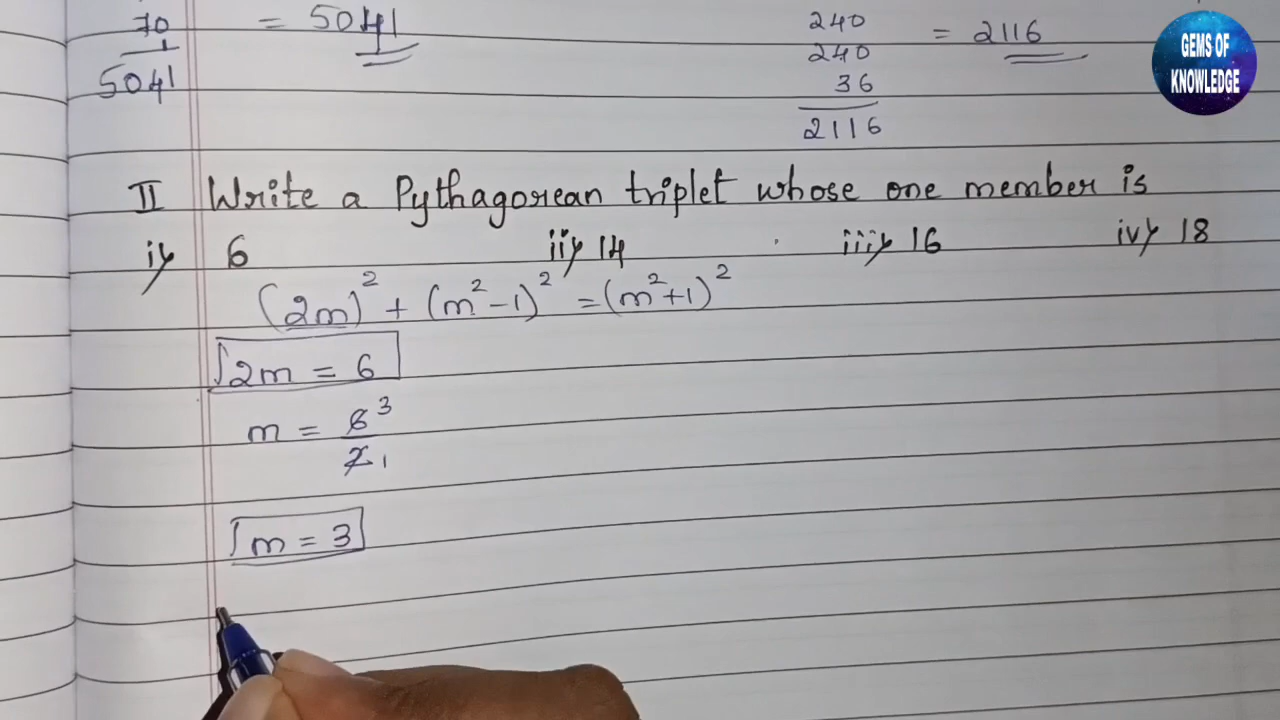 70
1
5041
= 5041
240
240
36
2116
= 2116
GEMS OF
KNOWLEDGE
II Write a Pythagorean triplet whose one member is
i) 6 ii) 14 iii) 16 iv) 18
(2m)² + (m²-1)² = (m²+1)²
2m = 6
m = 6 3
2 1
m = 3